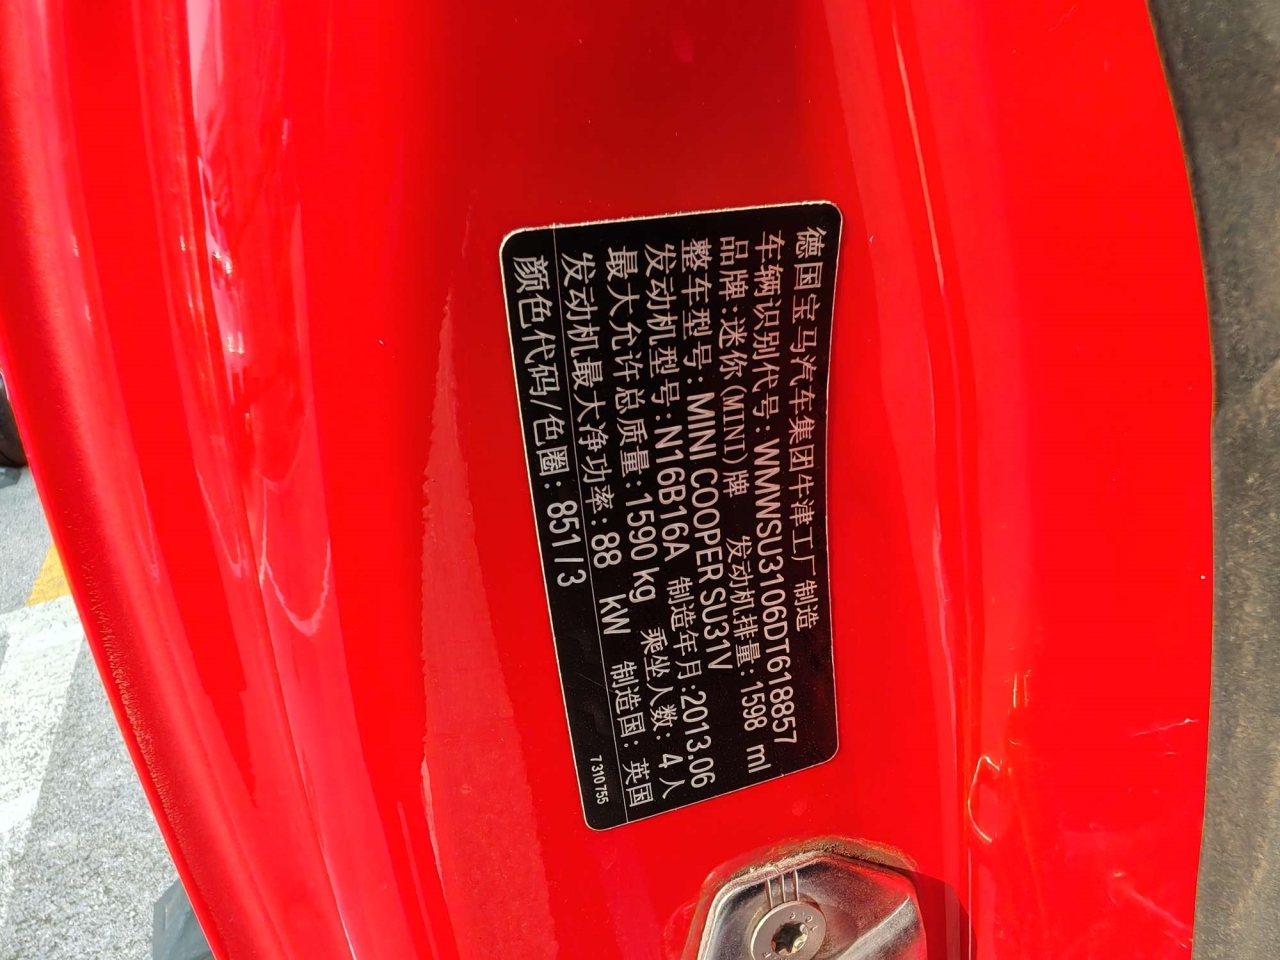 德国宝马汽车集团牛津工厂 制造
车辆识别代号: WMWSU3106DT618857
品牌:迷你(MINI)牌 发动机排量: 1598 ml
整车型号: MINI COOPER SU31V
发动机型号: N16B16A 制造年月:2013.06
最大允许总质量: 1590 kg 乘坐人数: 4 人
发动机最大净功率: 88 kW 制造国: 英国
颜色代码/色圈: 851 / 3 7310755